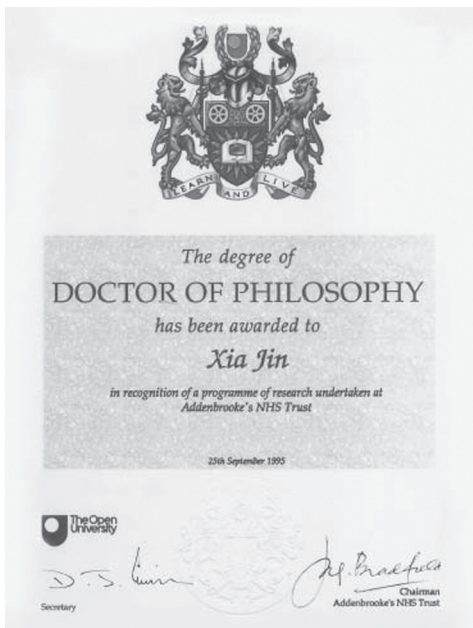 LEARN AND LIVE
The degree of
DOCTOR OF PHILOSOPHY
has been awarded to
Xia Jin
in recognition of a programme of research undertaken at
Addenbrooke's NHS Trust
25th September 1995
The Open
University
Secretary
Chairman
Addenbrooke's NHS Trust